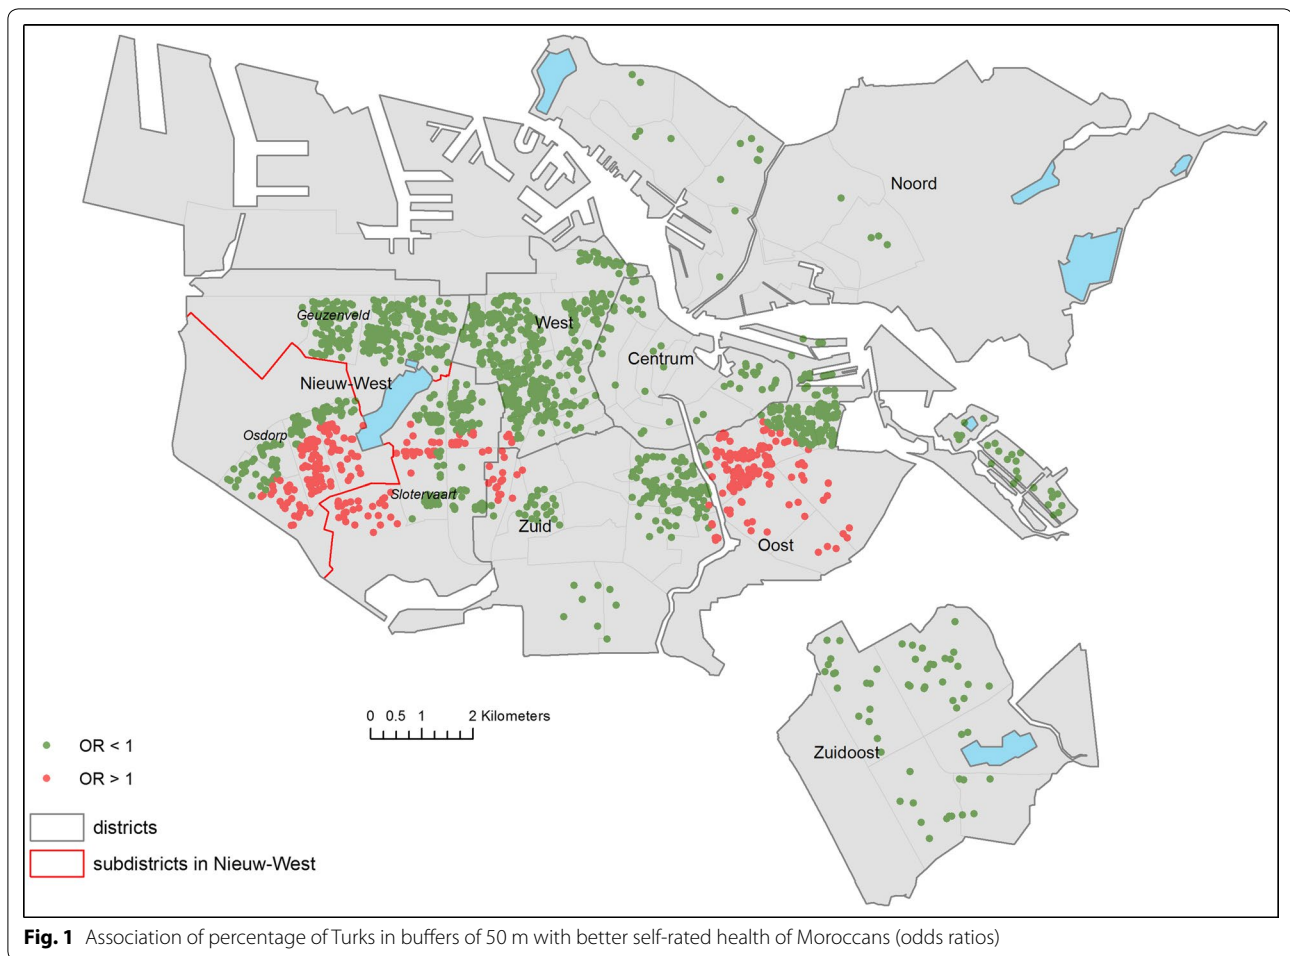 Noord
Geuzenveld
West
Centrum
Nieuw-West
Osdorp
Slotervaart
Zuid
Oost
0 0.5 1 2 Kilometers
OR < 1
Zuidoost
OR > 1
districts
subdistricts in Nieuw-West
Fig. 1 Association of percentage of Turks in buffers of 50 m with better self-rated health of Moroccans (odds ratios)